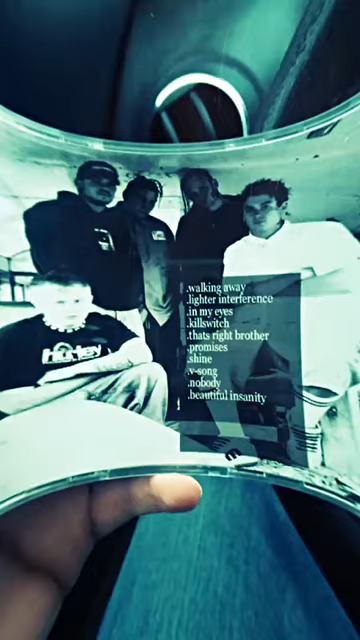 Hurley
.walking away
.lighter interference
.in my eyes
.killswitch
.thats right brother
.promises
.shine
.v-song
.nobody
.beautiful insanity